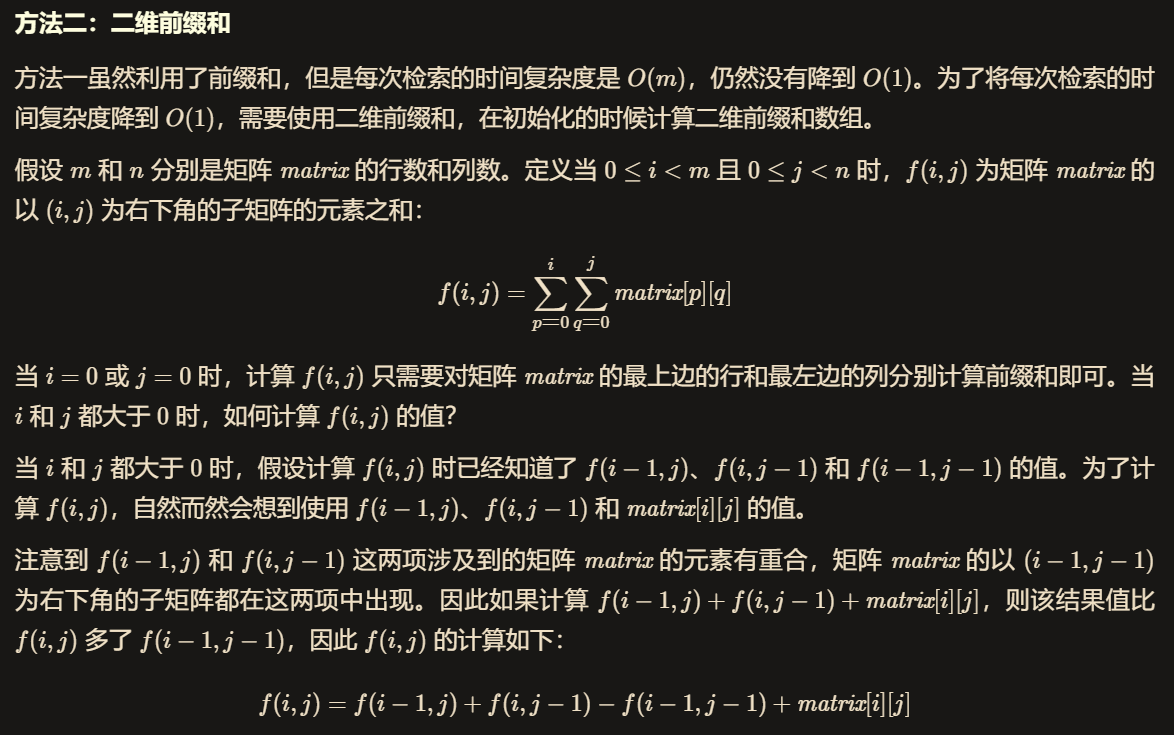 方法二：二维前缀和
方法一虽然利用了前缀和，但是每次检索的时间复杂度是 O(m)，仍然没有降到 O(1)。为了将每次检索的时
间复杂度降到 O(1)，需要使用二维前缀和，在初始化的时候计算二维前缀和数组。
假设 m 和 n 分别是矩阵 matrix 的行数和列数。定义当 0 ≤ i < m 且 0 ≤ j < n 时，f(i, j) 为矩阵 matrix 的
以 (i, j) 为右下角的子矩阵的元素之和：
f(i, j) = ∑_{p=0}^{i} ∑_{q=0}^{j} matrix[p][q]
当 i = 0 或 j = 0 时，计算 f(i, j) 只需要对矩阵 matrix 的最上边的行和最左边的列分别计算前缀和即可。当
i 和 j 都大于 0 时，如何计算 f(i, j) 的值？
当 i 和 j 都大于 0 时，假设计算 f(i, j) 时已经知道了 f(i − 1, j)、f(i, j − 1) 和 f(i − 1, j − 1) 的值。为了计
算 f(i, j)，自然而然会想到使用 f(i − 1, j)、f(i, j − 1) 和 matrix[i][j] 的值。
注意到 f(i − 1, j) 和 f(i, j − 1) 这两项涉及到的矩阵 matrix 的元素有重合，矩阵 matrix 的以 (i − 1, j − 1)
为右下角的子矩阵都在这两项中出现。因此如果计算 f(i − 1, j) + f(i, j − 1) + matrix[i][j]，则该结果值比
f(i, j) 多了 f(i − 1, j − 1)，因此 f(i, j) 的计算如下：
f(i, j) = f(i − 1, j) + f(i, j − 1) − f(i − 1, j − 1) + matrix[i][j]